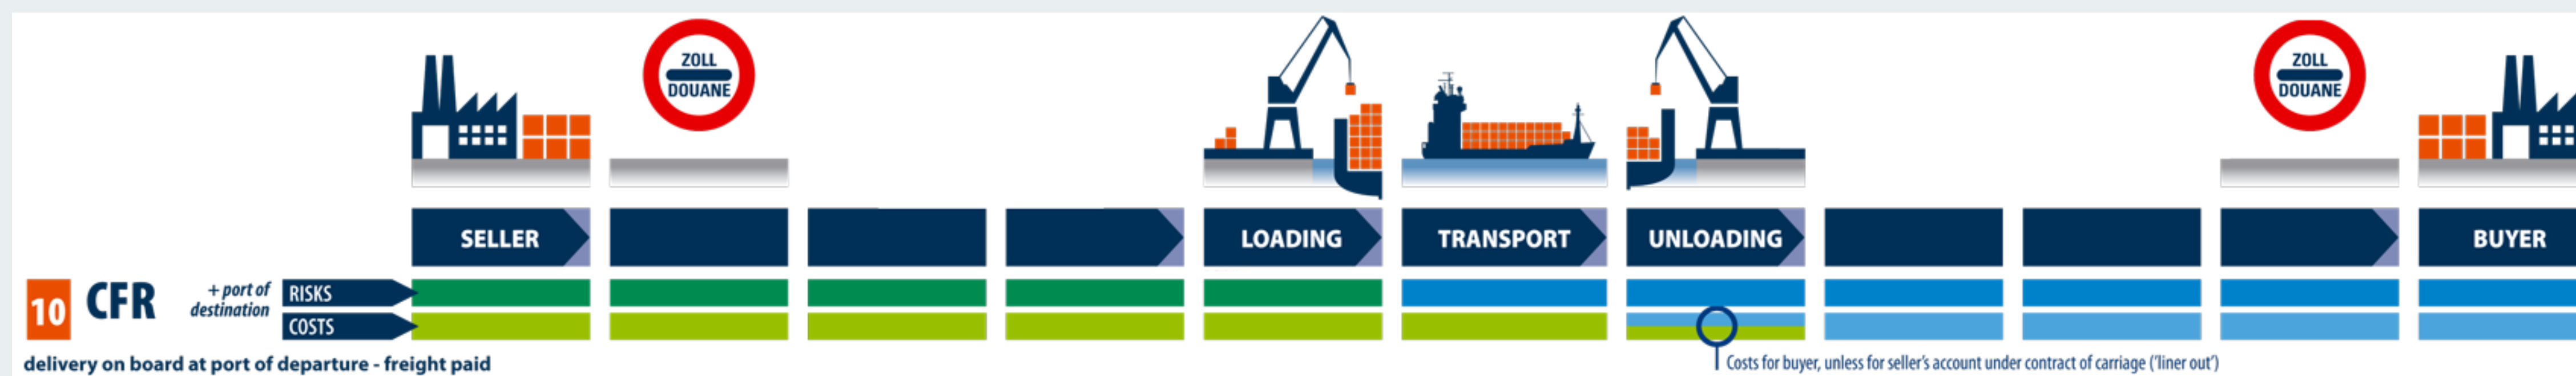 ZOLL
DOUANE
ZOLL
DOUANE
SELLER
LOADING
TRANSPORT
UNLOADING
BUYER
10
CFR
+ port of
destination
RISKS
COSTS
delivery on board at port of departure - freight paid
Costs for buyer, unless for seller's account under contract of carriage ('liner out')